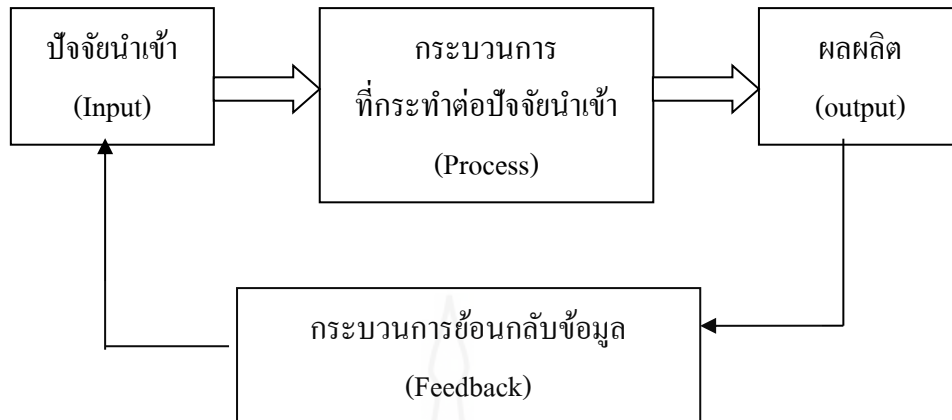 ปัจจัยนำเข้า
(Input)
กระบวนการ
ที่กระทำต่อปัจจัยนำเข้า
(Process)
ผลผลิต
(output)
กระบวนการย้อนกลับข้อมูล
(Feedback)